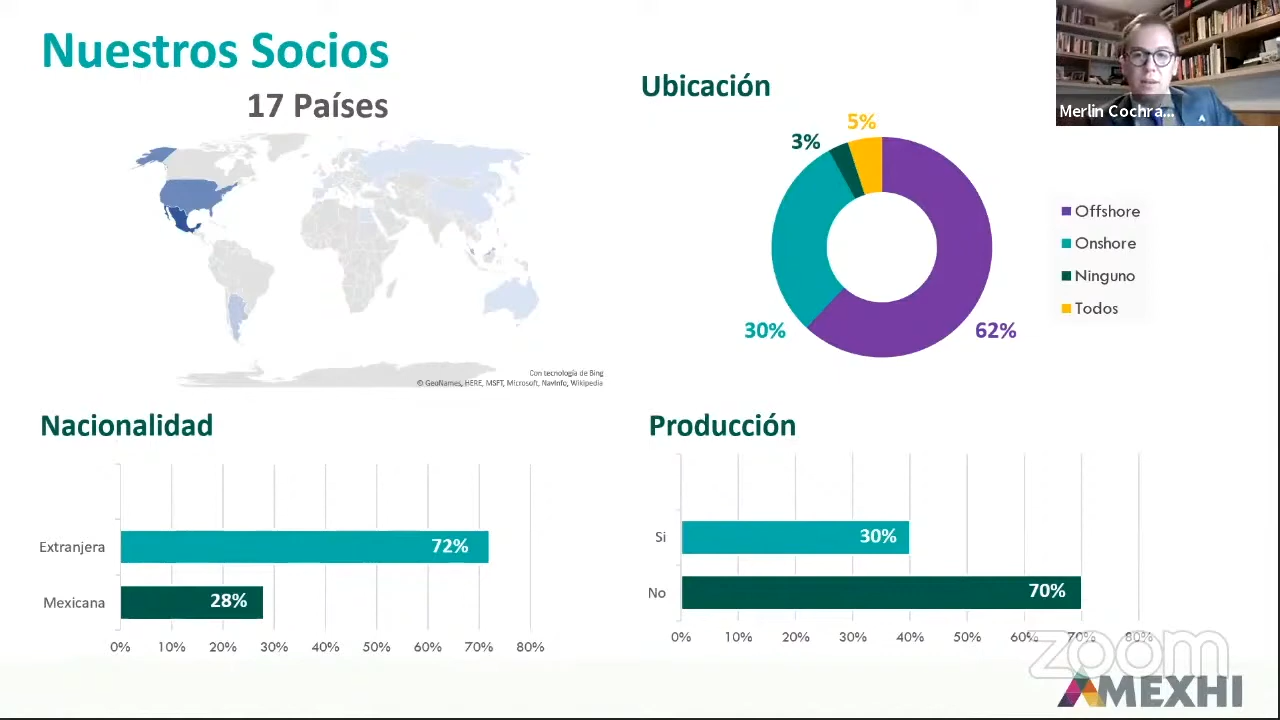 Nuestros Socios
17 Países
Con tecnología de Bing
© GeoNames, HERE, MSFT, Microsoft, NavInfo, Wikipedia
Ubicación
5%
3%
30%
62%
Offshore
Onshore
Ninguno
Todos
Merlin Cochra...
Nacionalidad
Extranjera
72%
Mexicana
28%
0% 10% 20% 30% 40% 50% 60% 70% 80%
Producción
Si
30%
No
70%
0% 10% 20% 30% 40% 50% 60% 70% 80%
zoom
AMEXHI